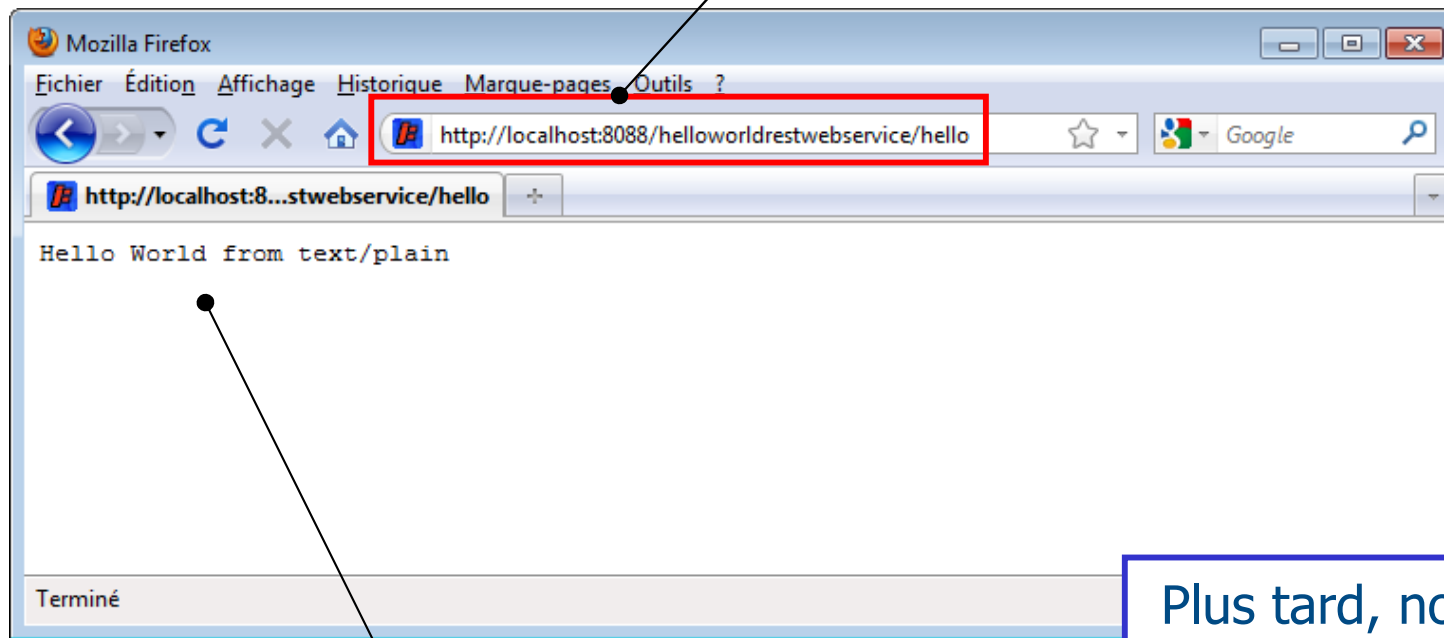 Mozilla Firefox
Fichier Édition Affichage Historique Marque-pages Outils ?
http://localhost:8088/helloworldrestwebservice/hello
Google
http://localhost:8...stwebservice/hello
Hello World from text/plain
Terminé
Plus tard, no